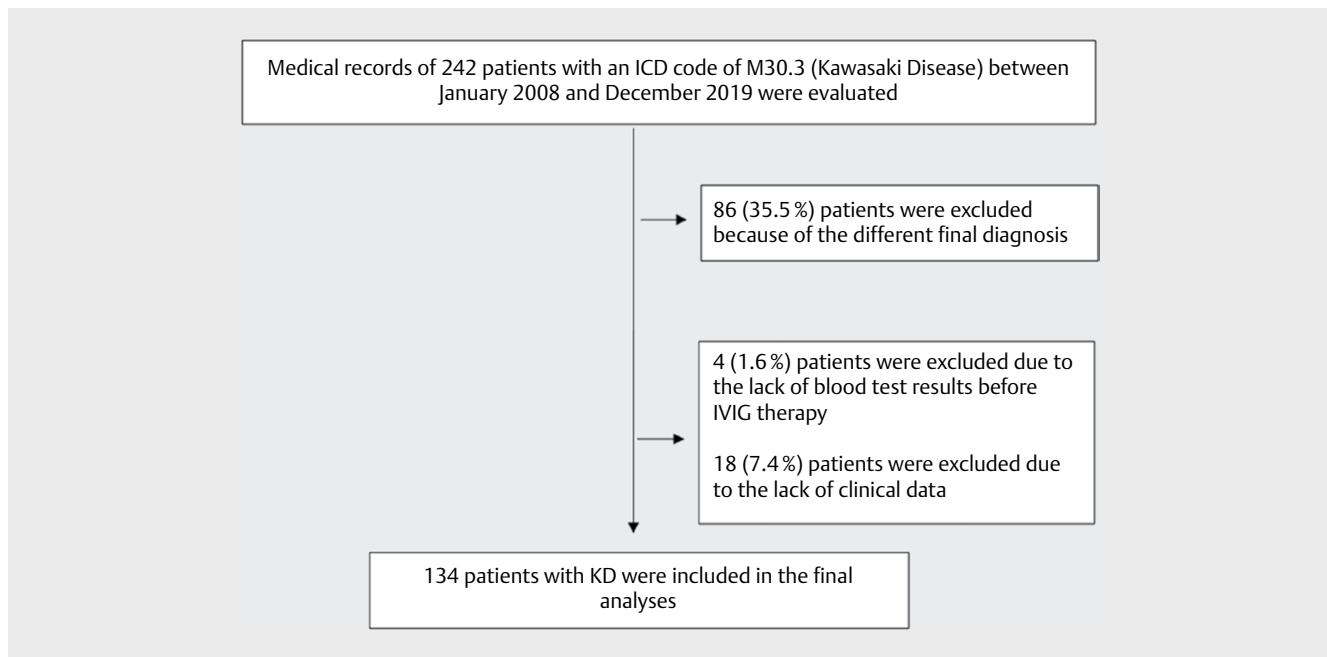 Medical records of 242 patients with an ICD code of M30.3 (Kawasaki Disease) between
January 2008 and December 2019 were evaluated
86 (35.5 %) patients were excluded
because of the different final diagnosis
4 (1.6 %) patients were excluded due to
the lack of blood test results before
IVIG therapy
18 (7.4 %) patients were excluded due
to the lack of clinical data
134 patients with KD were included in the final
analyses